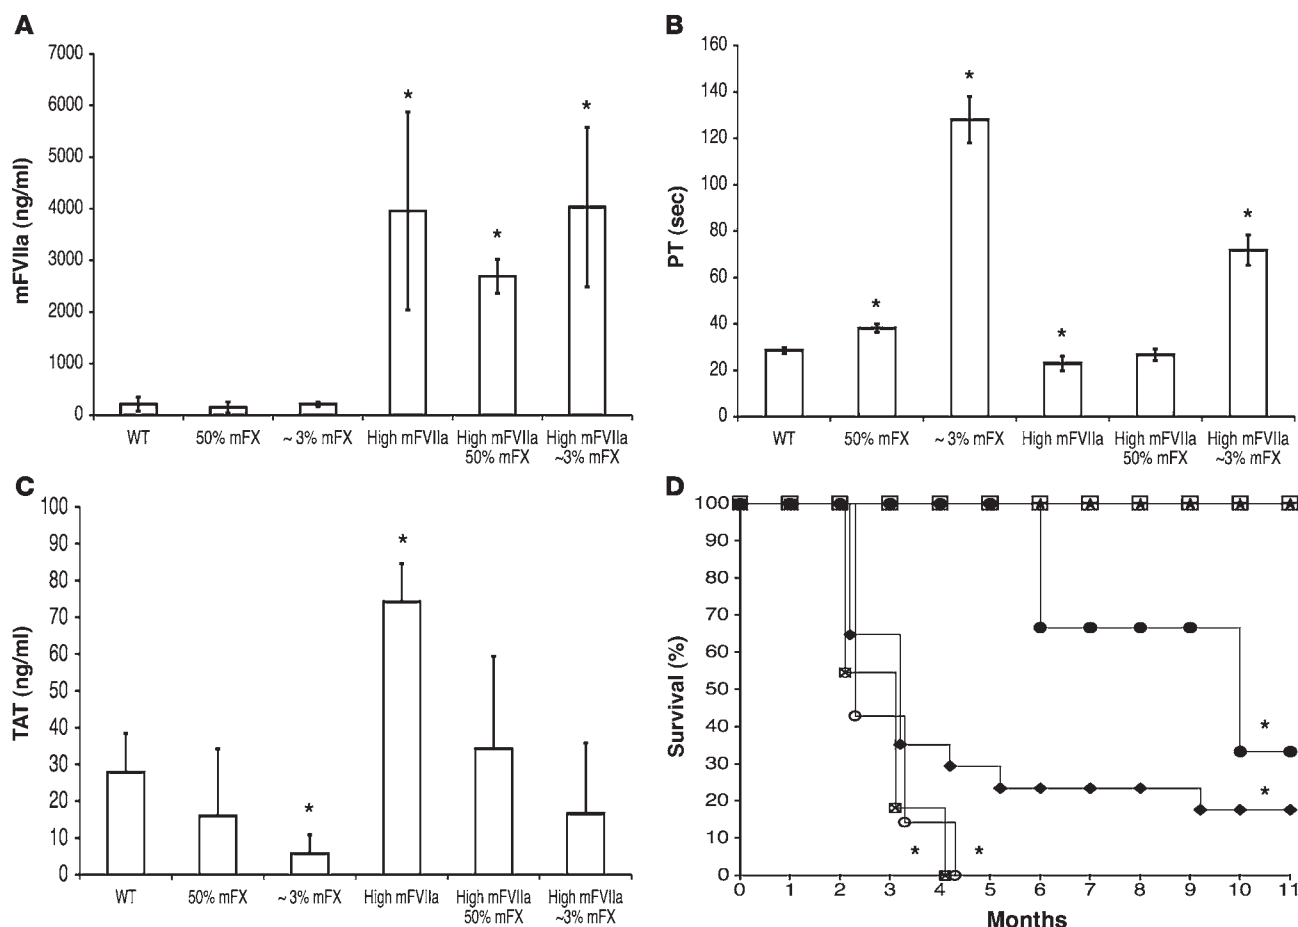 A
7000
6000
5000
4000
3000
2000
1000
0
mFVIIa (ng/ml)
*
*
*
WT
50% mFX
~ 3% mFX
High mFVIIa
High mFVIIa
50% mFX
High mFVIIa
~3% mFX
B
160
140
120
100
80
60
40
20
0
PT (sec)
*
*
*
*
WT
50% mFX
~ 3% mFX
High mFVIIa
High mFVIIa
50% mFX
High mFVIIa
~3% mFX
C
100
90
80
70
60
50
40
30
20
10
0
TAT (ng/ml)
*
*
WT
50% mFX
~ 3% mFX
High mFVIIa
High mFVIIa
50% mFX
High mFVIIa
~3% mFX
D
100
90
80
70
60
50
40
30
20
10
0
Survival (%)
*
*
* *
0 1 2 3 4 5 6 7 8 9 10 11
Months